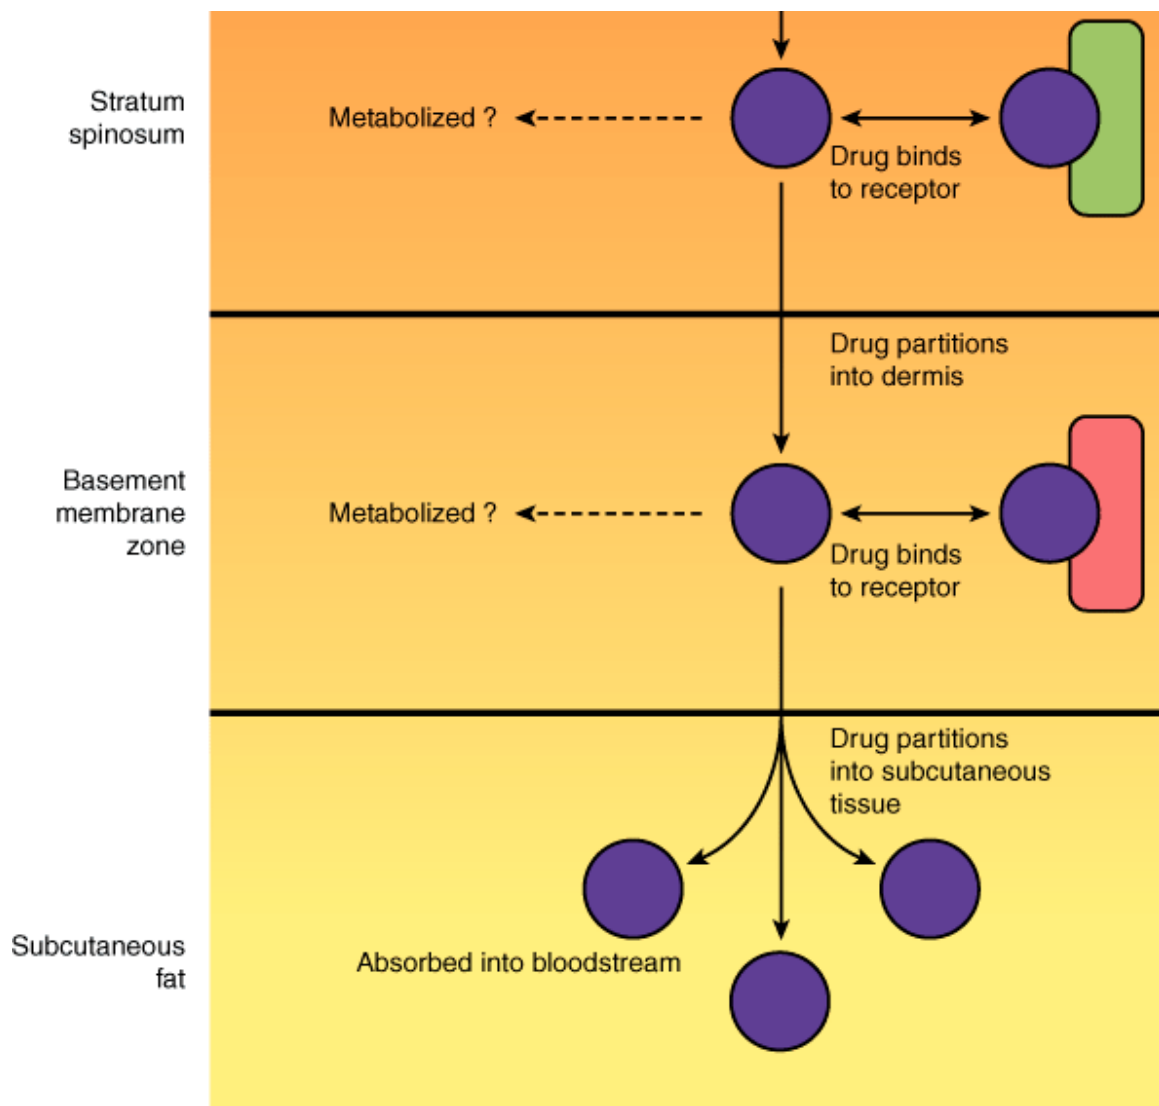 Stratum
spinosum
Metabolized ?
Drug binds
to receptor
Drug partitions
into dermis
Basement
membrane
zone
Metabolized ?
Drug binds
to receptor
Drug partitions
into subcutaneous
tissue
Subcutaneous
fat
Absorbed into bloodstream